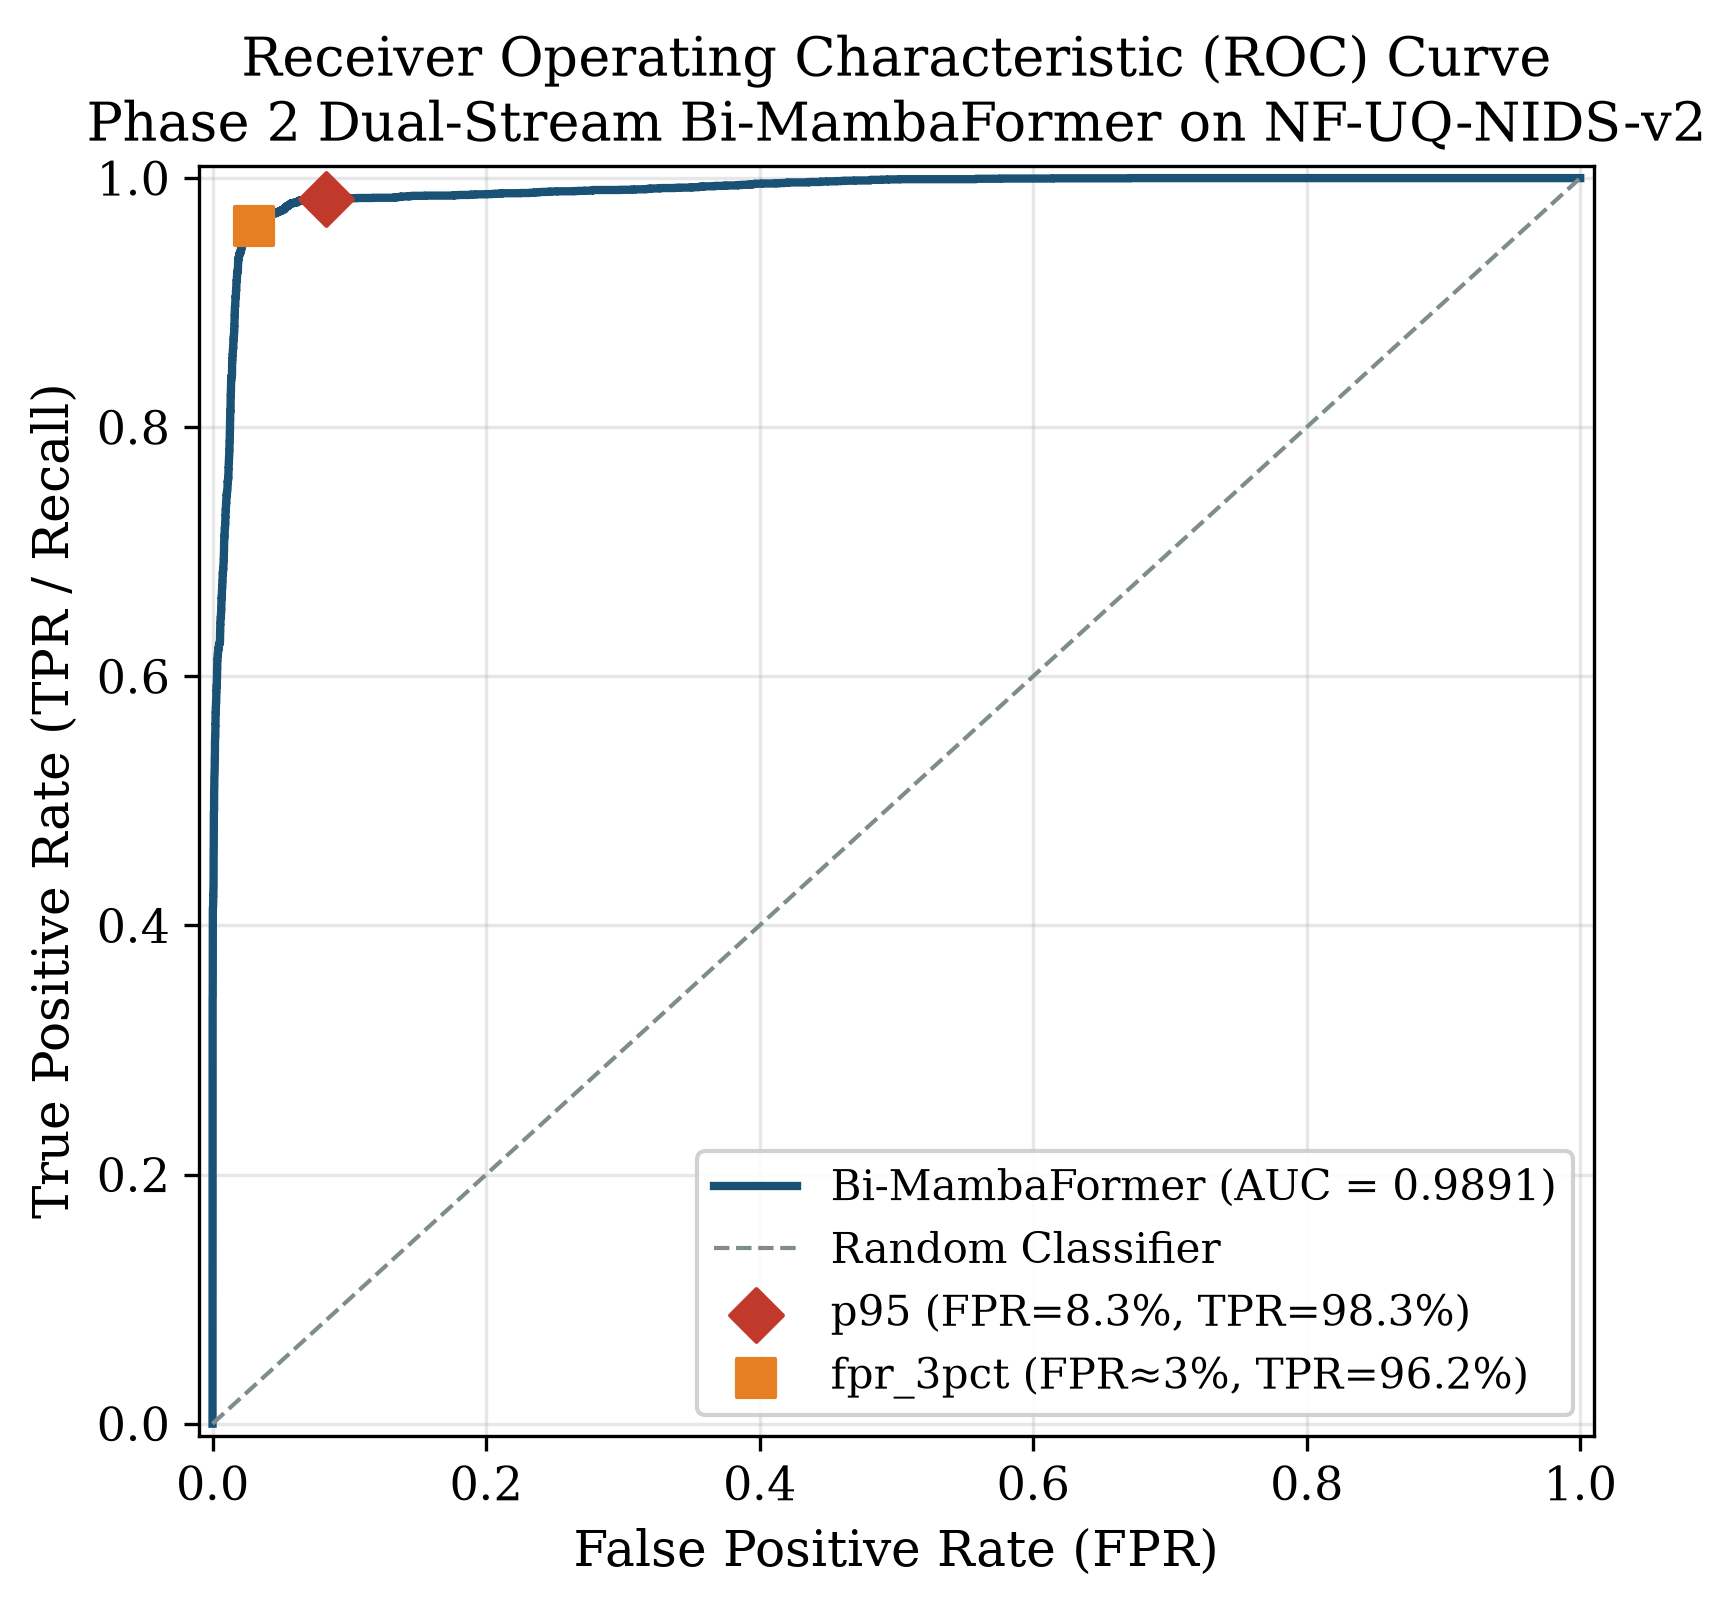 Receiver Operating Characteristic (ROC) Curve
Phase 2 Dual-Stream Bi-MambaFormer on NF-UQ-NIDS-v2
True Positive Rate (TPR / Recall)
1.0
0.8
0.6
0.4
0.2
0.0
Bi-MambaFormer (AUC = 0.9891)
Random Classifier
p95 (FPR=8.3%, TPR=98.3%)
fpr_3pct (FPR≈3%, TPR=96.2%)
0.0 0.2 0.4 0.6 0.8 1.0
False Positive Rate (FPR)